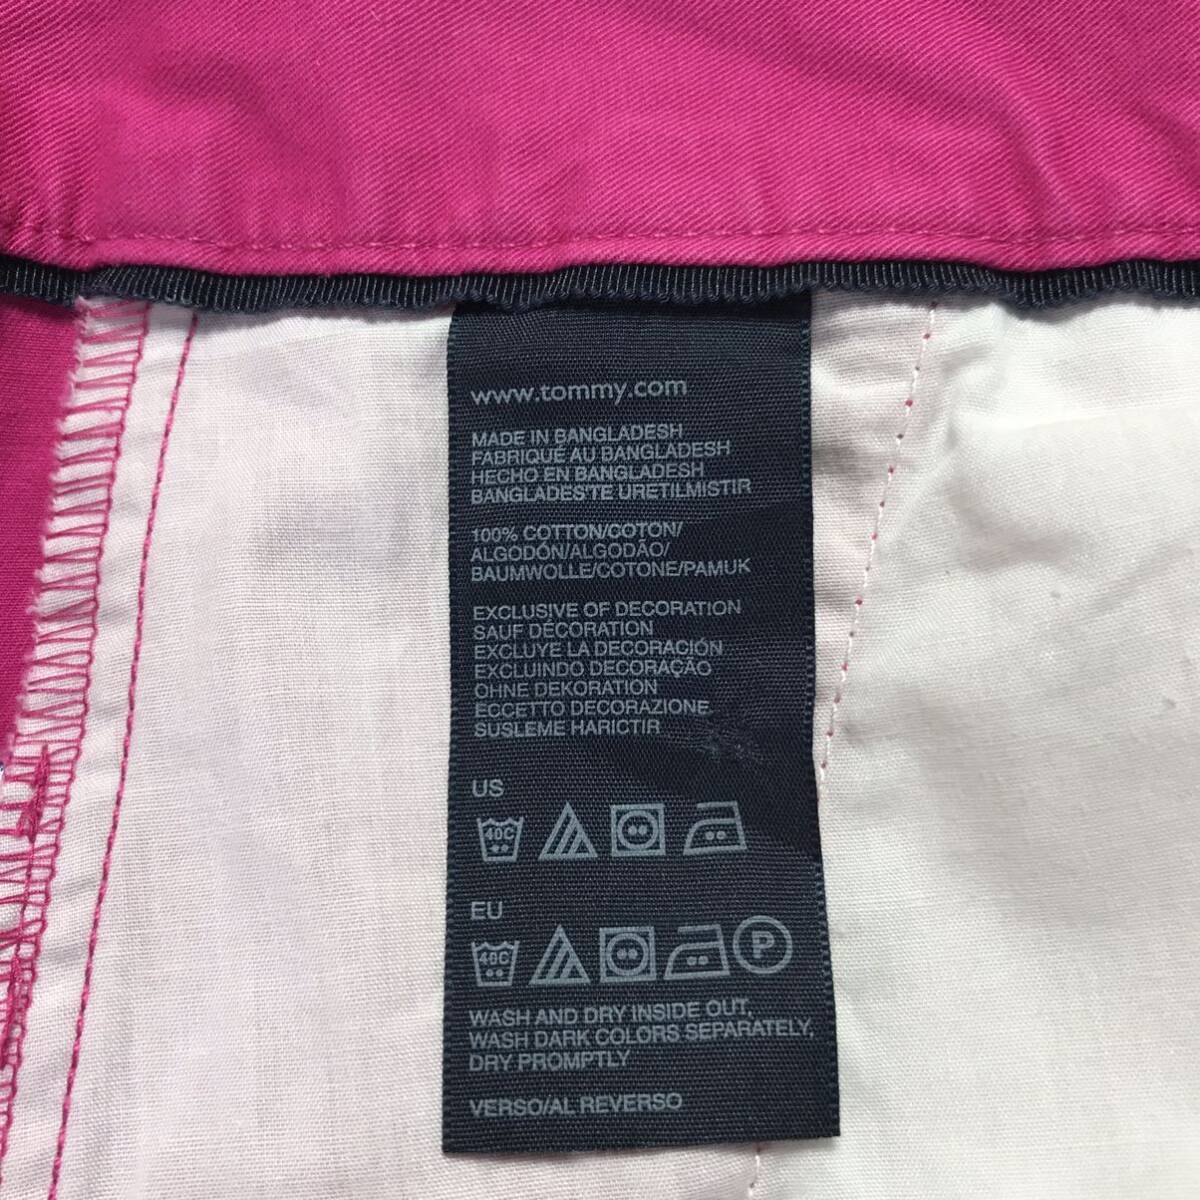 www.tommy.com
MADE IN BANGLADESH
FABRIQUÉ AU BANGLADESH
HECHO EN BANGLADESH
BANGLADESTE URETILMISTIR
100% COTTON/COTON/
ALGODÓN/ALGODÃO/
BAUMWOLLE/COTONE/PAMUK
EXCLUSIVE OF DECORATION
SAUF DÉCORATION
EXCLUYE LA DECORACIÓN
EXCLUINDO DECORAÇÃO
OHNE DEKORATION
ECCETTO DECORAZIONE
SUSLEME HARICTIR
US
40C
EU
40C P
WASH AND DRY INSIDE OUT,
WASH DARK COLORS SEPARATELY,
DRY PROMPTLY
VERSO/AL REVERSO